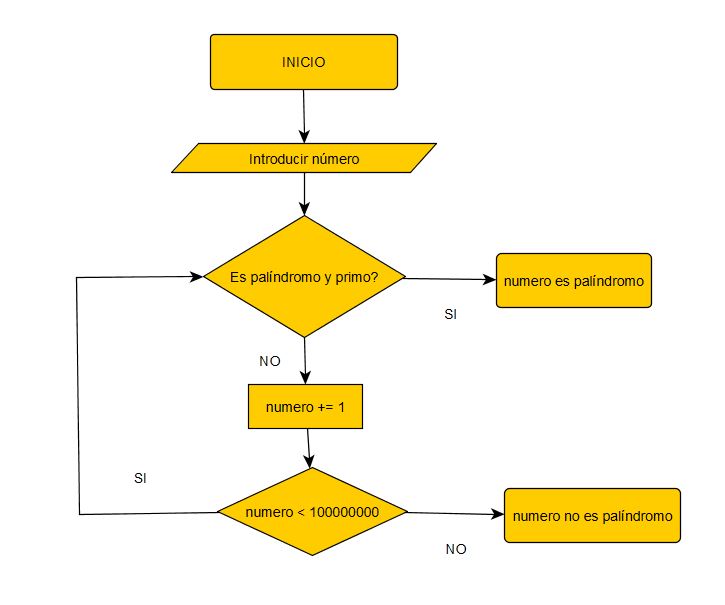 INICIO
Introducir número
Es palíndromo y primo?
numero es palíndromo
SI
NO
numero += 1
SI
numero < 100000000
numero no es palíndromo
NO